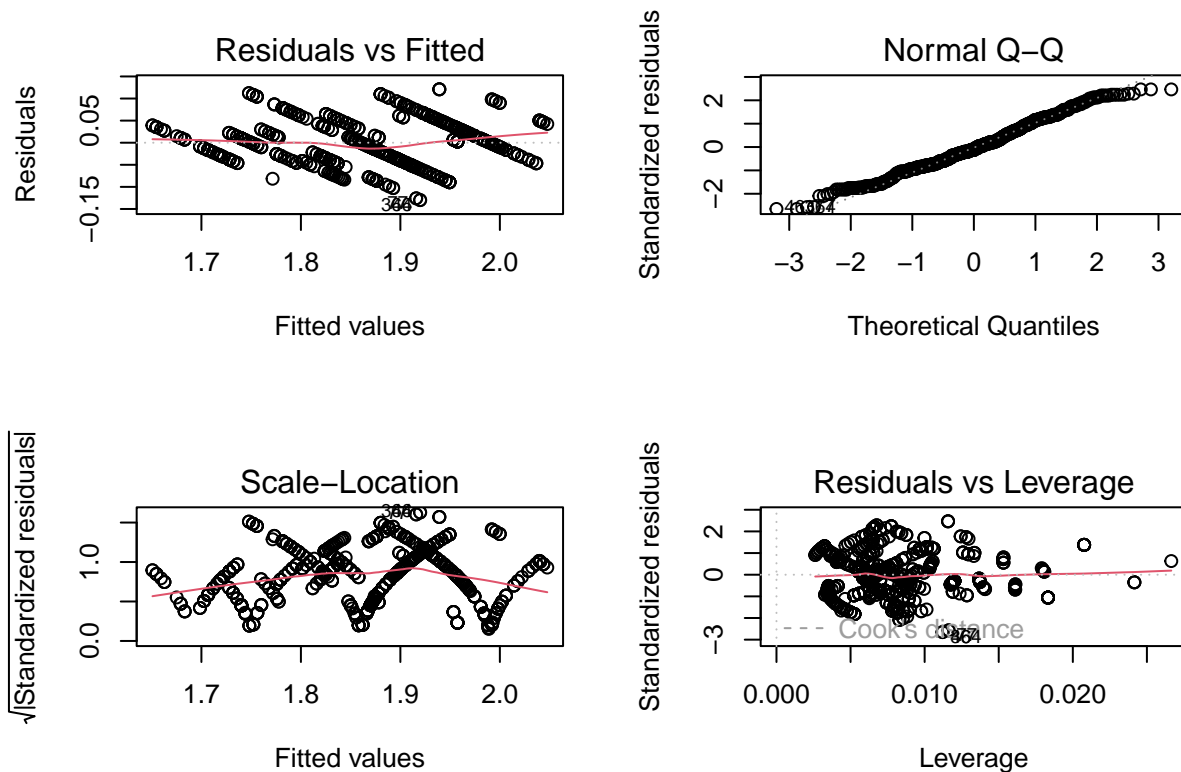 Residuals vs Fitted
Residuals
−0.15 0.05
1.7 1.8 1.9 2.0
Fitted values
Normal Q−Q
Standardized residuals
−2 0 2
−3 −2 −1 0 1 2 3
Theoretical Quantiles
Scale−Location
√|Standardized residuals|
0.0 1.0
1.7 1.8 1.9 2.0
Fitted values
Residuals vs Leverage
Standardized residuals
−3 0 2
Cook's distance
0.000 0.010 0.020
Leverage